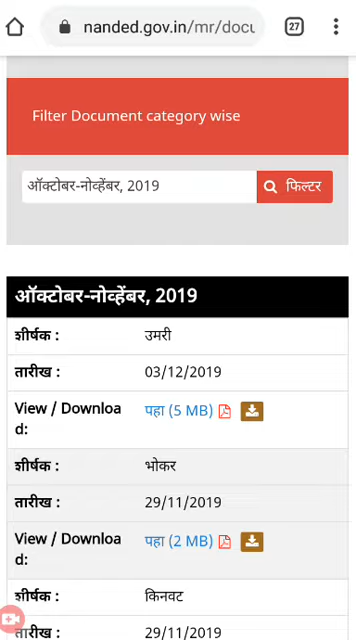 nanded.gov.in/mr/docu
27
Filter Document category wise
ऑक्टोबर-नोव्हेंबर, 2019
फिल्टर
ऑक्टोबर-नोव्हेंबर, 2019
शीर्षक :
उमरी
तारीख :
03/12/2019
View / Downloa
d:
पहा (5 MB)
शीर्षक :
भोकर
तारीख :
29/11/2019
View / Downloa
d:
पहा (2 MB)
शीर्षक :
किनवट
तारीख :
29/11/2019